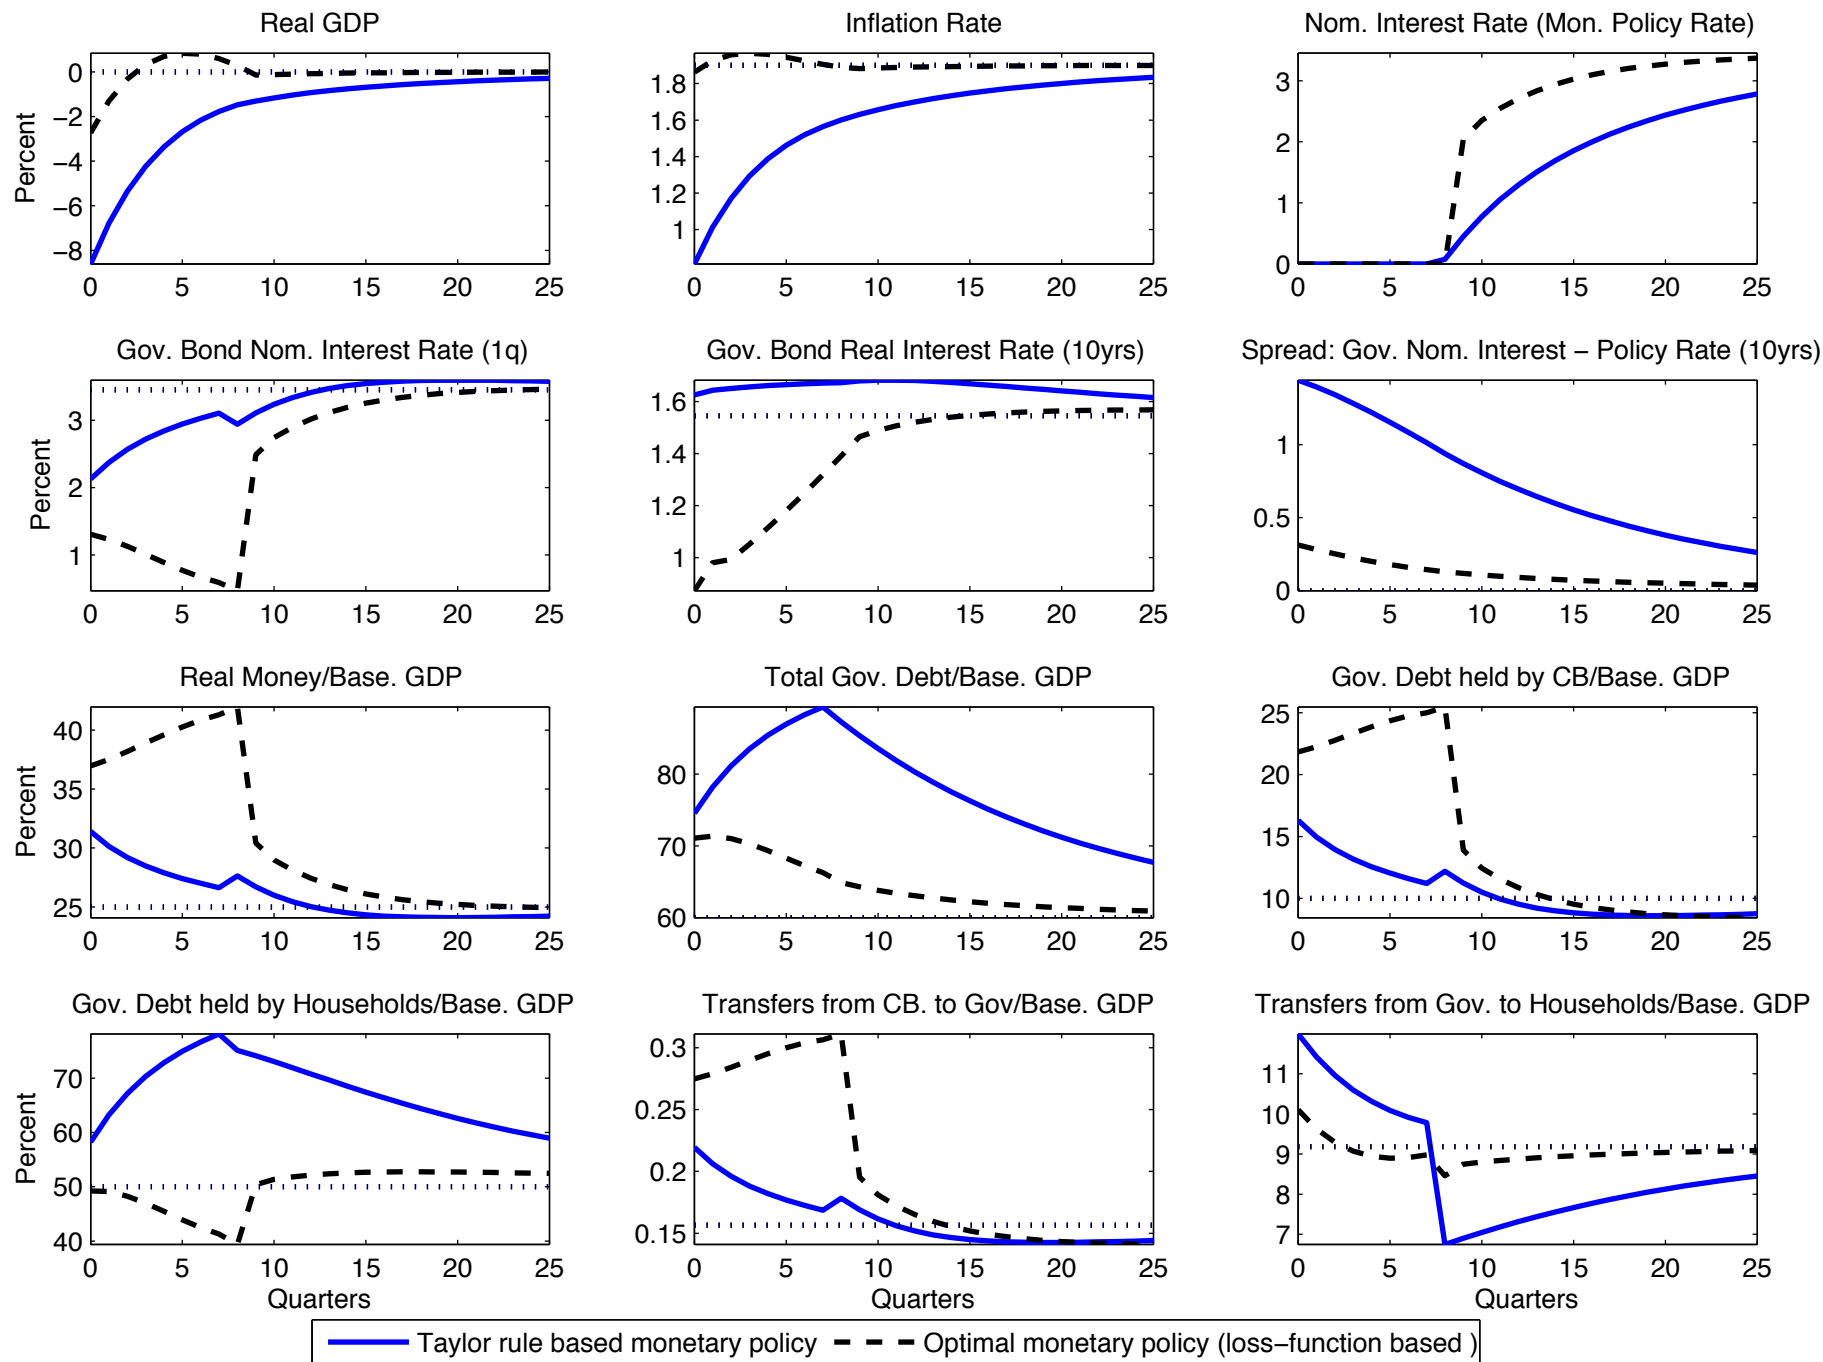 Real GDP
Inflation Rate
Nom. Interest Rate (Mon. Policy Rate)
Percent
0
−2
−4
−6
−8
0 5 10 15 20 25
1.8
1.6
1.4
1.2
1
0 5 10 15 20 25
3
2
1
0
0 5 10 15 20 25
Gov. Bond Nom. Interest Rate (1q)
Gov. Bond Real Interest Rate (10yrs)
Spread: Gov. Nom. Interest − Policy Rate (10yrs)
Percent
3
2
1
0 5 10 15 20 25
1.6
1.4
1.2
1
0 5 10 15 20 25
1
0.5
0
0 5 10 15 20 25
Real Money/Base. GDP
Total Gov. Debt/Base. GDP
Gov. Debt held by CB/Base. GDP
Percent
40
35
30
25
0 5 10 15 20 25
80
70
60
0 5 10 15 20 25
25
20
15
10
0 5 10 15 20 25
Gov. Debt held by Households/Base. GDP
Transfers from CB. to Gov/Base. GDP
Transfers from Gov. to Households/Base. GDP
Percent
70
60
50
40
0 5 10 15 20 25
0.3
0.25
0.2
0.15
0 5 10 15 20 25
11
10
9
8
7
0 5 10 15 20 25
Quarters
Quarters
Quarters
Taylor rule based monetary policy
Optimal monetary policy (loss−function based )